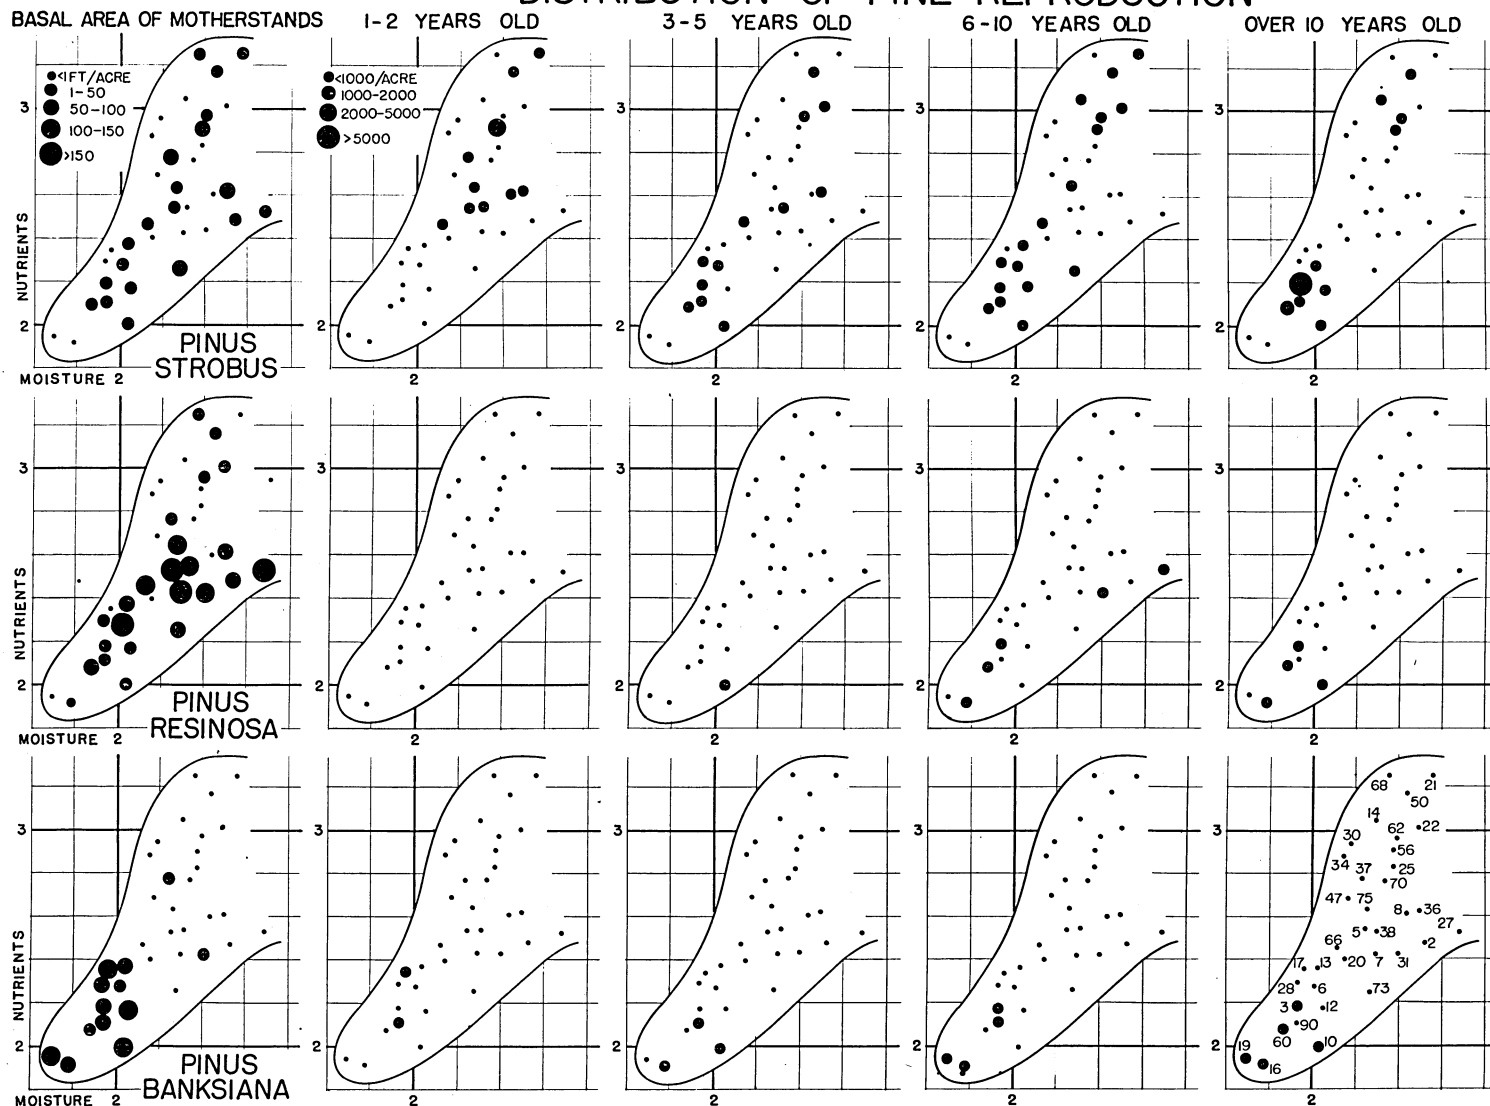 DISTRIBUTION OF PINE REPRODUCTION
BASAL AREA OF MOTHERSTANDS
1-2 YEARS OLD
3-5 YEARS OLD
6-10 YEARS OLD
OVER 10 YEARS OLD
<1FT/ACRE
1-50
50-100
100-150
>150
<1000/ACRE
1000-2000
2000-5000
>5000
3 3 3 3 3
NUTRIENTS
2 2 2 2 2
PINUS
STROBUS
MOISTURE 2 2 2 2 2
3 3 3 3 3
NUTRIENTS
2 2 2 2 2
PINUS
RESINOSA
MOISTURE 2 2 2 2 2
3 3 3 3 3
NUTRIENTS
2 2 2 2 2
PINUS
BANKSIANA
MOISTURE 2 2 2 2 2
68 21
50
14
62 22
30
56
34 37 25
70
47 75
8 36
27
5 38
66 2
17 13 20 7 31
28 6 73
3 12
90
60 10
19
16